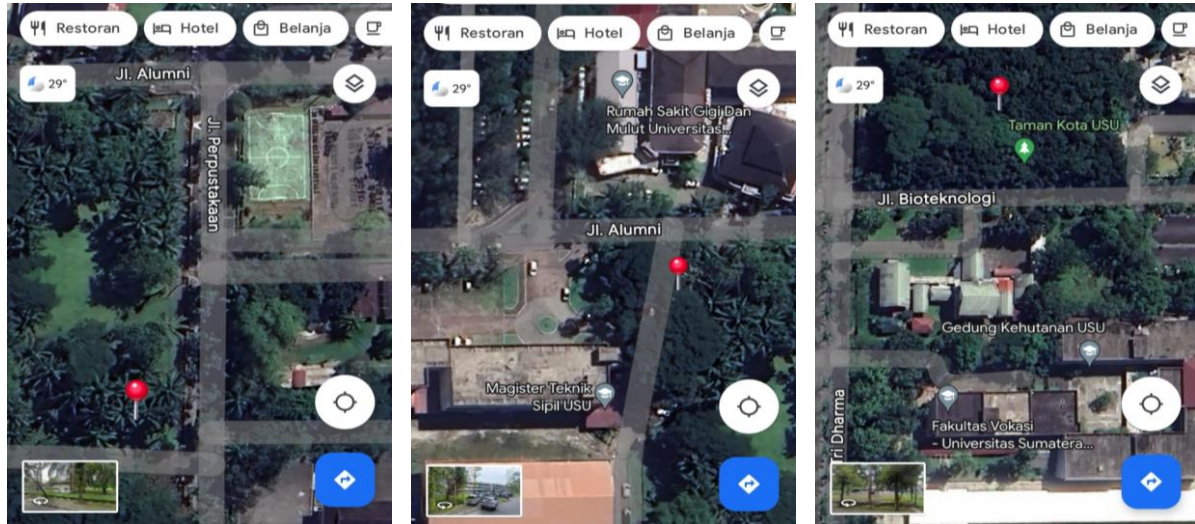 Restoran
Hotel
Belanja
29°
Jl. Alumni
Jl. Perpustakaan
Restoran
Hotel
Belanja
29°
Rumah Sakit Gigi Dan
Mulut Universitas...
Jl. Alumni
Magister Teknik
Sipil USU
Restoran
Hotel
Belanja
29°
Taman Kota USU
Jl. Bioteknologi
Gedung Kehutanan USU
Fakultas Vokasi
- Universitas Sumatera...
ri Dharma